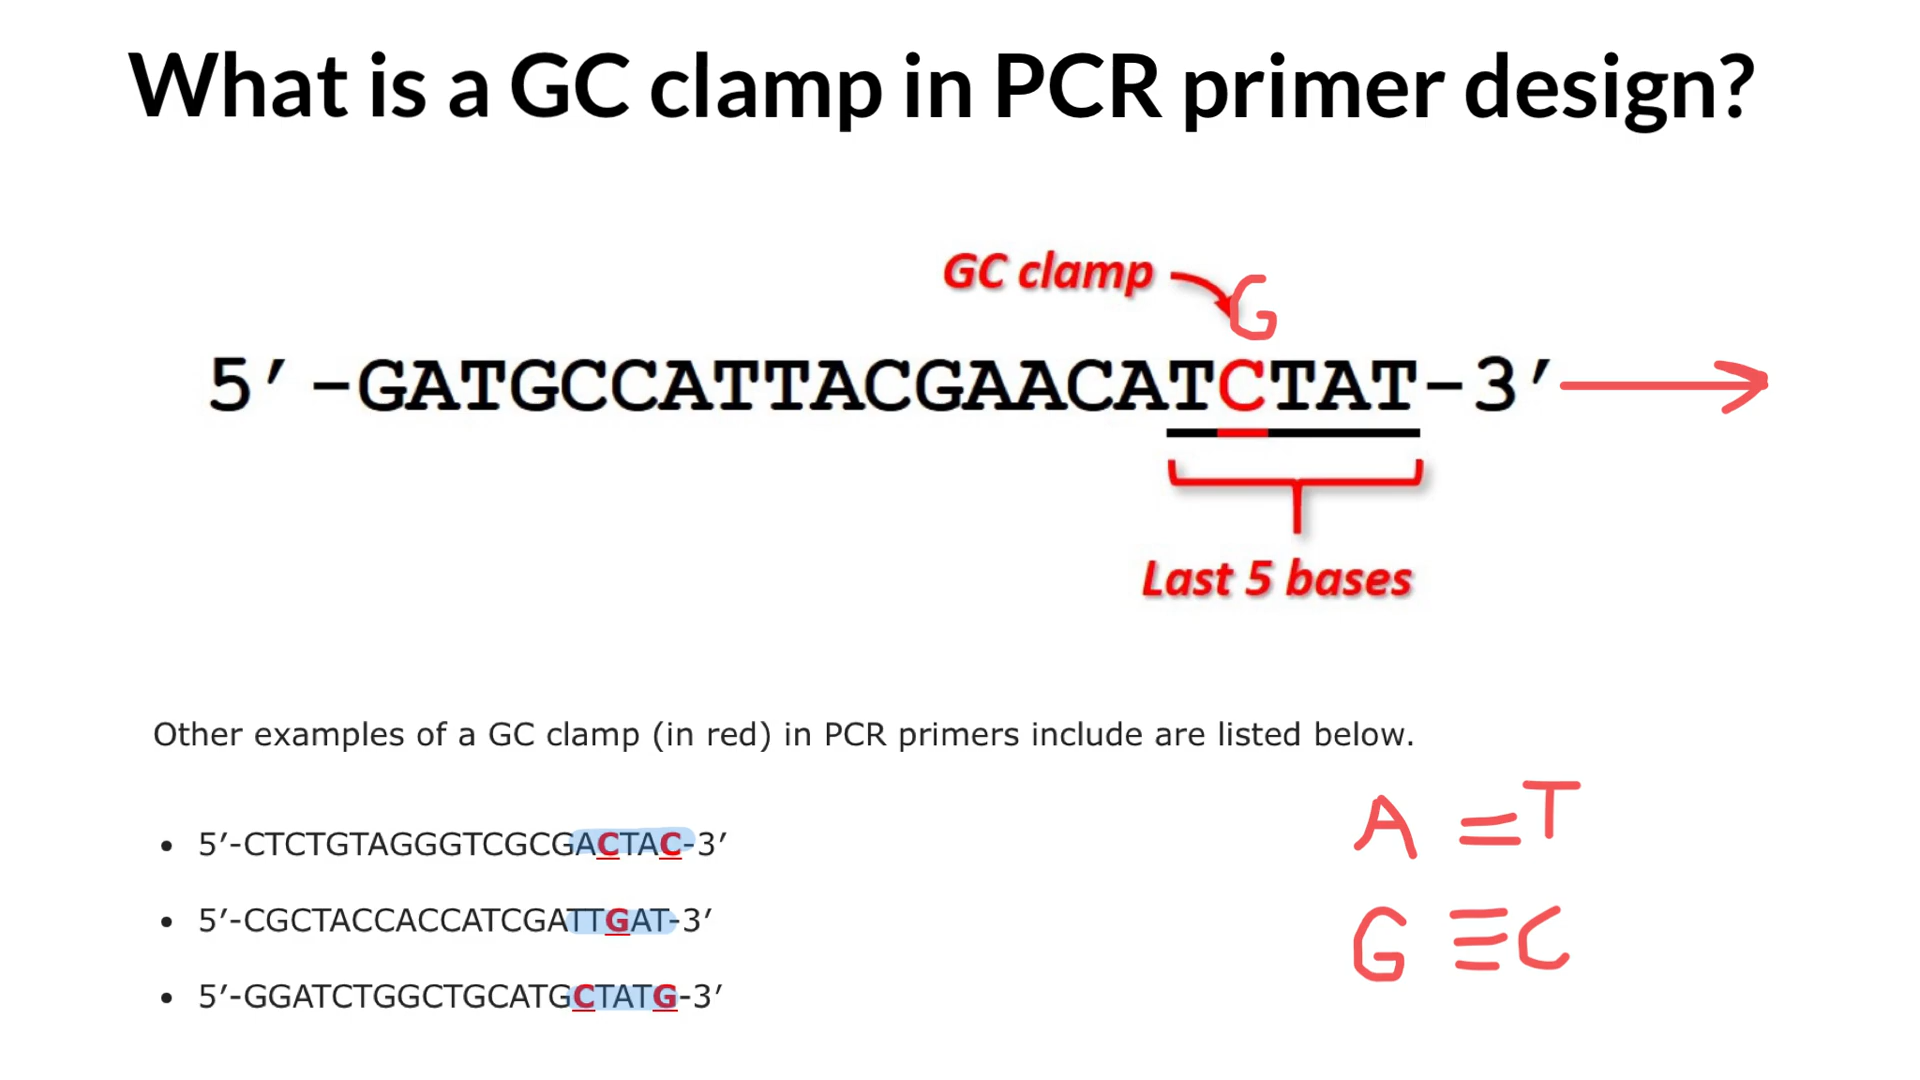 What is a GC clamp in PCR primer design?
GC clamp
G
5′-GATGCCATTACGAACATCTAT-3′
Last 5 bases
Other examples of a GC clamp (in red) in PCR primers include are listed below.
• 5′-CTCTGTAGGGTCGCGACTAC-3′
• 5′-CGCTACCACCATCGATTGAT-3′
• 5′-GGATCTGGCTGCATGCTATG-3′
A = T
G ≡ C